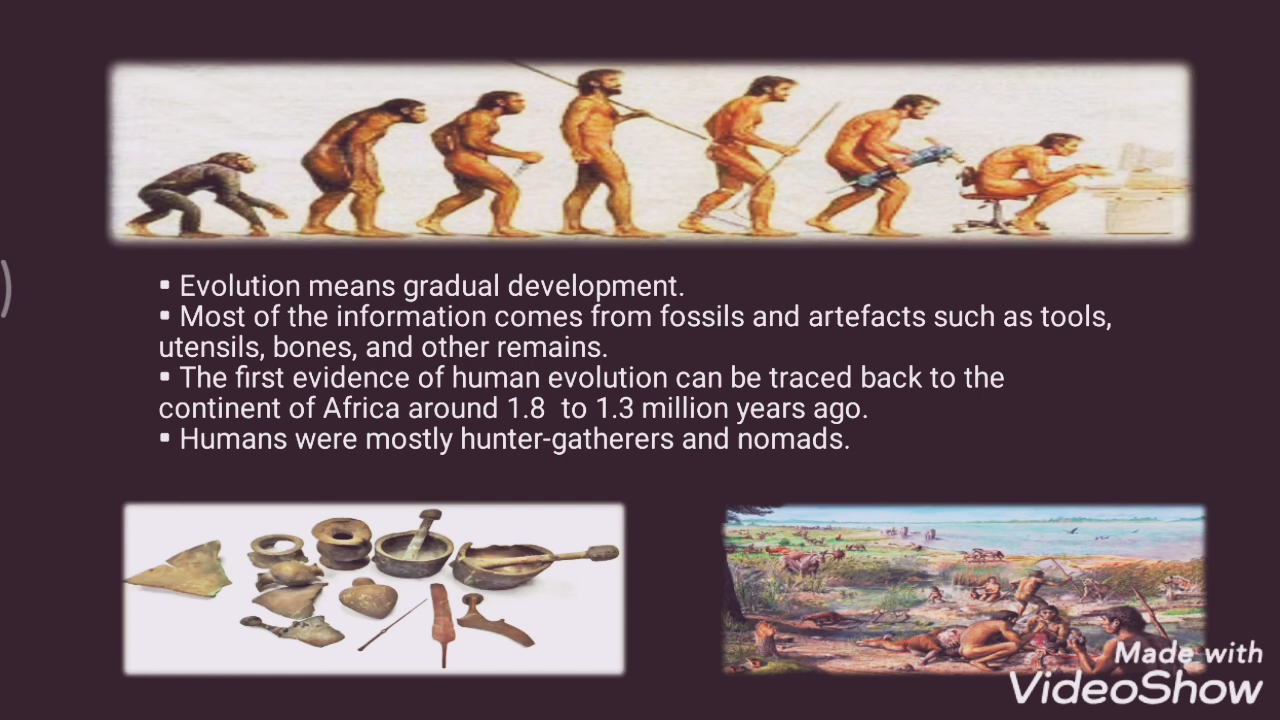 ▪ Evolution means gradual development.
▪ Most of the information comes from fossils and artefacts such as tools,
utensils, bones, and other remains.
▪ The first evidence of human evolution can be traced back to the
continent of Africa around 1.8  to 1.3 million years ago.
▪ Humans were mostly hunter-gatherers and nomads.
Made with
VideoShow